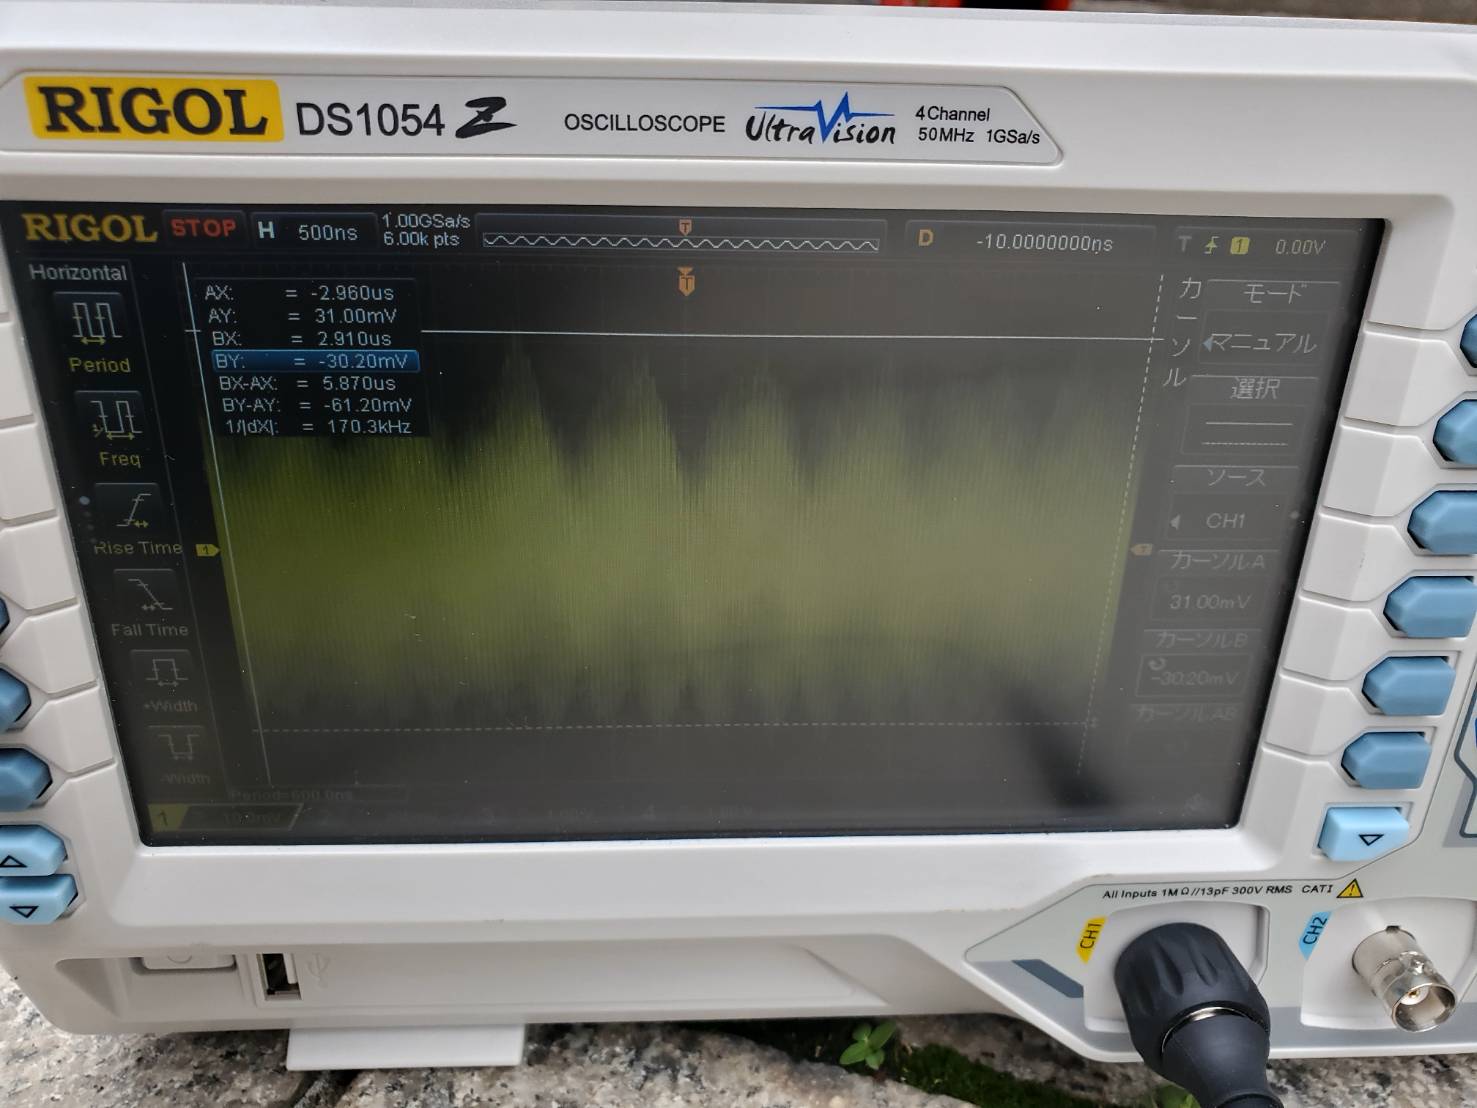 RIGOL DS1054Z OSCILLOSCOPE UltraVision 4 Channel
50MHz 1GSa/s
RIGOL STOP H 500ns 1.00GSa/s
6.00k pts
T
D -10.0000000ns T 1 0.00V
Horizontal
Period
Freq
Rise Time
Fall Time
+Width
-Width
AX: = -2.960us
AY: = 31.00mV
BX: = 2.910us
BY: = -30.20mV
BX-AX: = 5.870us
BY-AY: = -61.20mV
1/|dX|: = 170.3kHz
T
1
カーソル
モード
マニュアル
選択
ソース
CH1
カーソルA
31.00mV
カーソルB
-30.20mV
カーソルAB
Period=600.0ns
1 10.0mV
All Inputs 1MΩ//13pF 300V RMS CATI
CH1
CH2